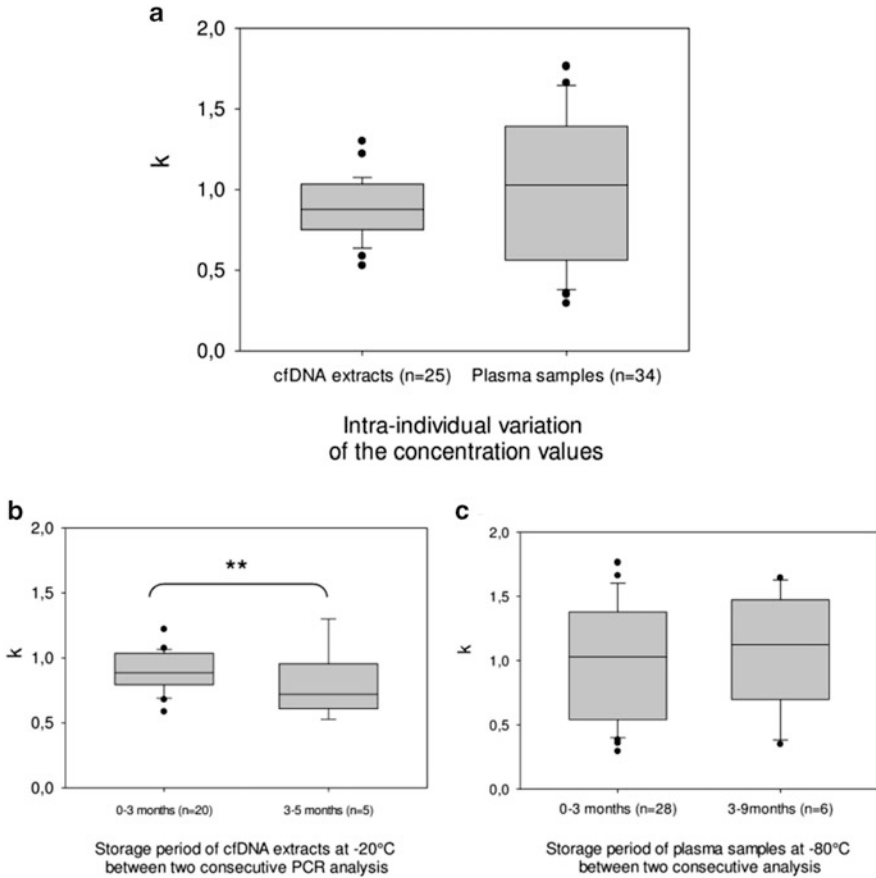 a
2,0
1,5
k
1,0
0,5
0,0
cfDNA extracts (n=25) Plasma samples (n=34)
Intra-individual variation
of the concentration values
b
2,0
**
1,5
k
1,0
0,5
0,0
0-3 months (n=20) 3-5 months (n=5)
Storage period of cfDNA extracts at -20°C
between two consecutive PCR analysis
c
2,0
1,5
k
1,0
0,5
0,0
0-3 months (n=28) 3-9months (n=6)
Storage period of plasma samples at -80°C
between two consecutive analysis